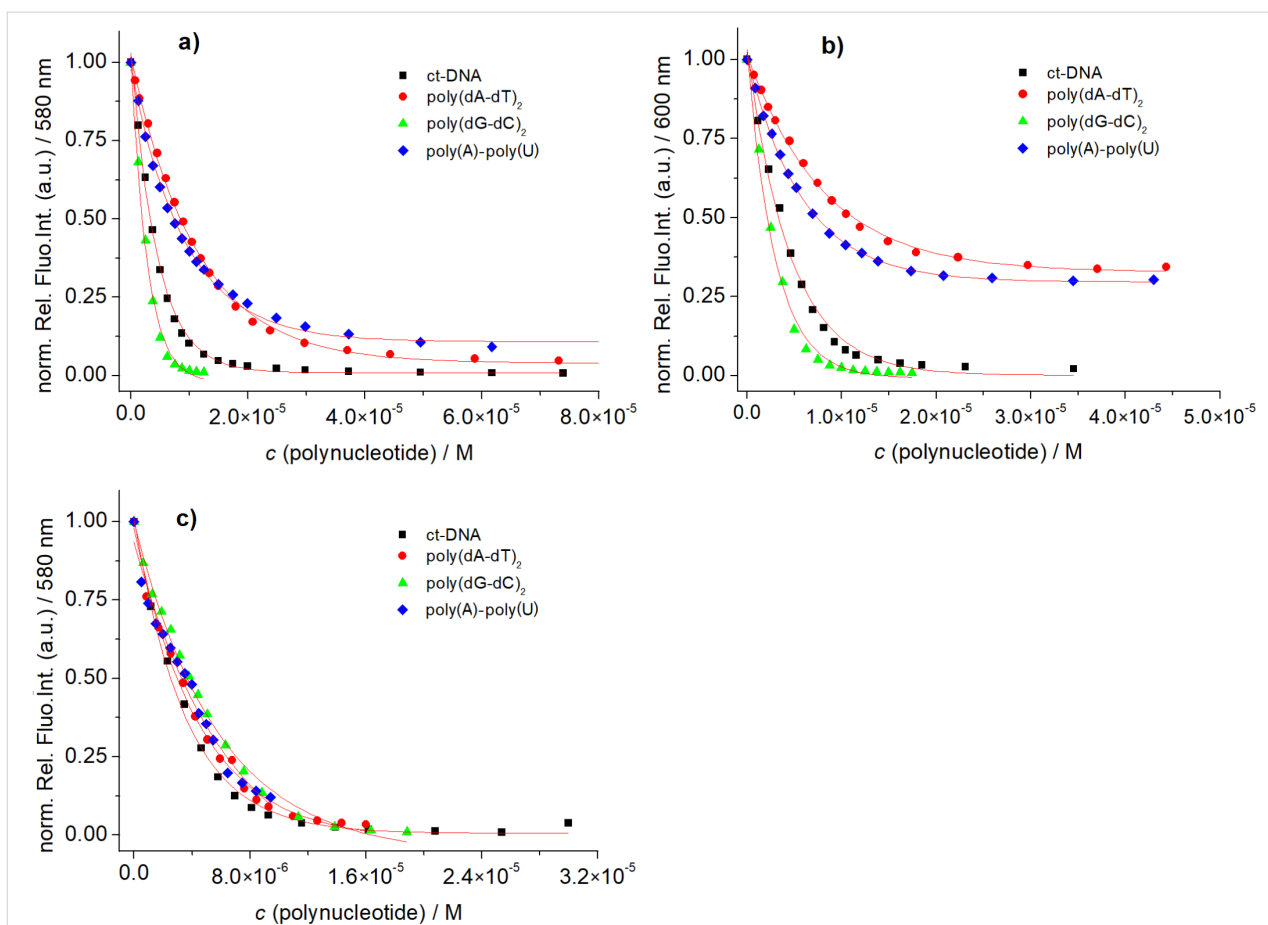 a)
norm. Rel. Fluo.Int. (a.u.) / 580 nm
1.00
0.75
0.50
0.25
0.00
ct-DNA
poly(dA-dT)₂
poly(dG-dC)₂
poly(A)-poly(U)
0.0 2.0×10⁻⁵ 4.0×10⁻⁵ 6.0×10⁻⁵ 8.0×10⁻⁵
c (polynucleotide) / M
b)
norm. Rel. Fluo.Int. (a.u.) / 600 nm
1.00
0.75
0.50
0.25
0.00
ct-DNA
poly(dA-dT)₂
poly(dG-dC)₂
poly(A)-poly(U)
0.0 1.0×10⁻⁵ 2.0×10⁻⁵ 3.0×10⁻⁵ 4.0×10⁻⁵ 5.0×10⁻⁵
c (polynucleotide) / M
c)
norm. Rel. Fluo.Int. (a.u.) / 580 nm
1.00
0.75
0.50
0.25
0.00
ct-DNA
poly(dA-dT)₂
poly(dG-dC)₂
poly(A)-poly(U)
0.0 8.0×10⁻⁶ 1.6×10⁻⁵ 2.4×10⁻⁵ 3.2×10⁻⁵
c (polynucleotide) / M